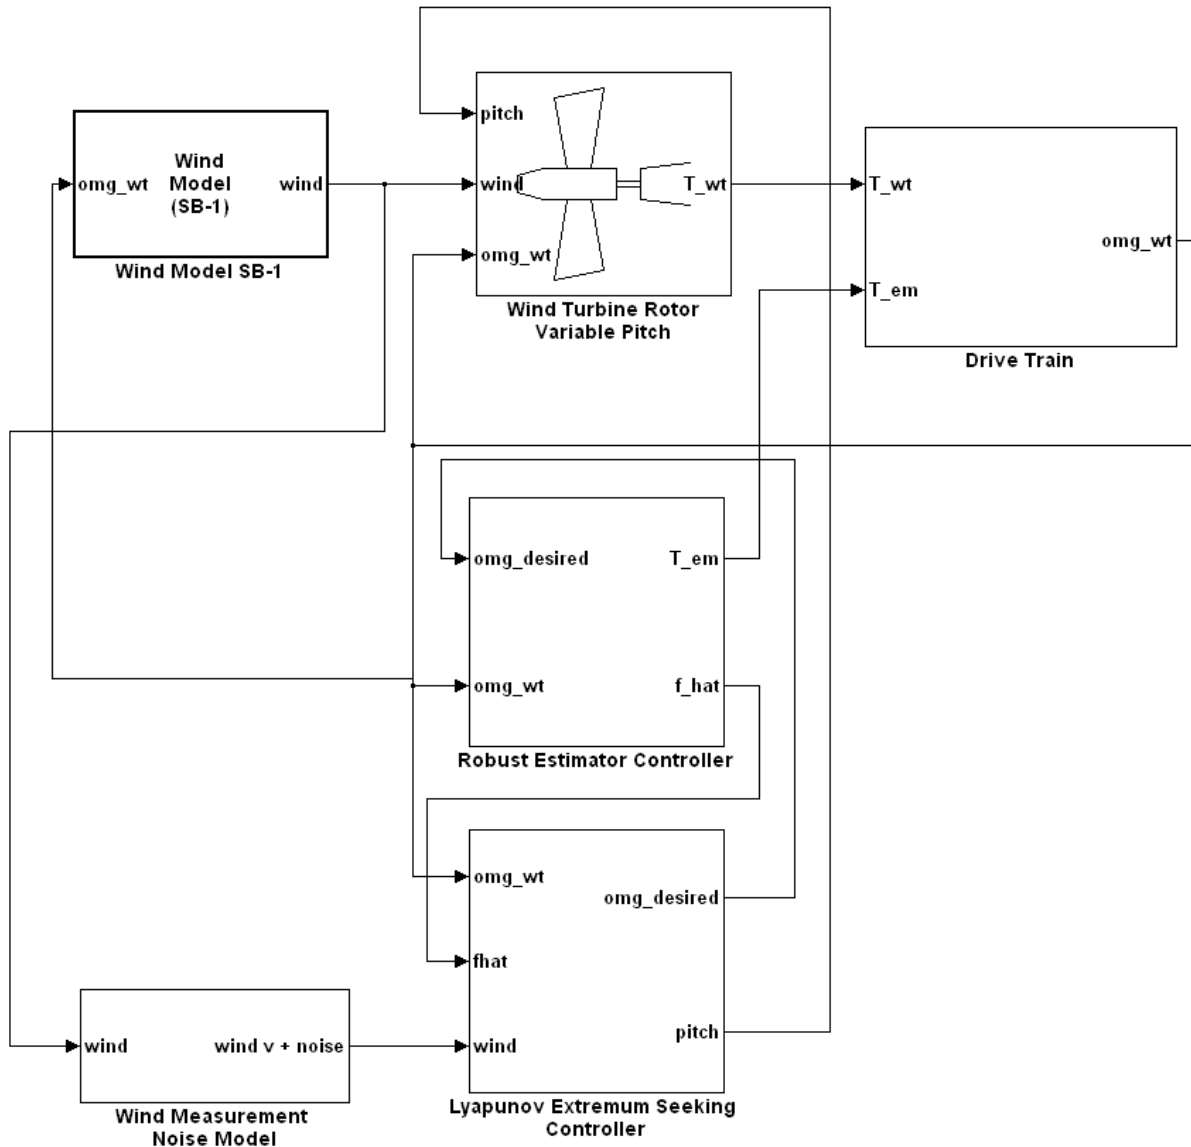 pitch
omg_wt
Wind
Model
(SB-1)
wind
Wind Model SB-1
wind
T_wt
omg_wt
Wind Turbine Rotor
Variable Pitch
T_wt
omg_wt
T_em
Drive Train
omg_desired
T_em
omg_wt
f_hat
Robust Estimator Controller
omg_wt
omg_desired
fhat
pitch
wind
Lyapunov Extremum Seeking
Controller
wind
wind v + noise
Wind Measurement
Noise Model